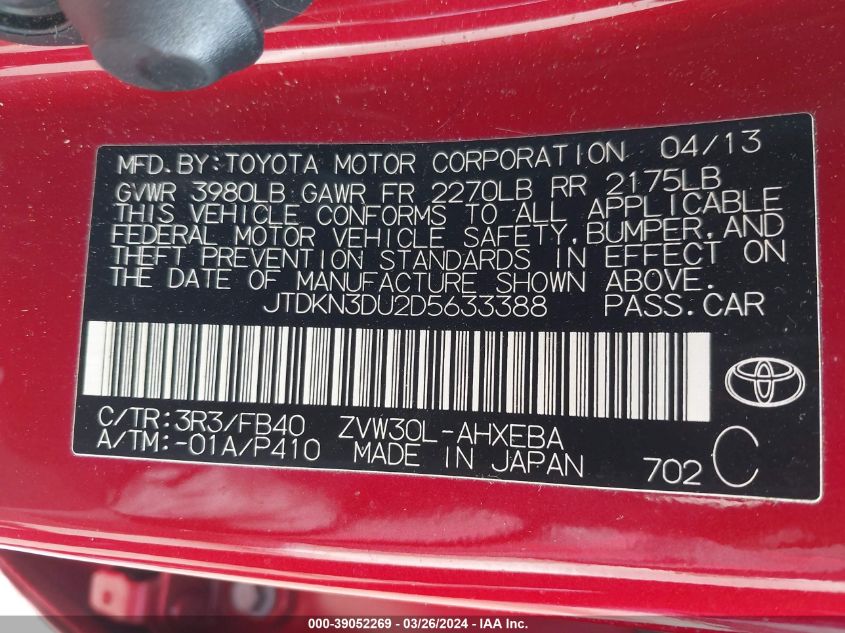 MFD.BY:TOYOTA MOTOR CORPORATION 04/13
GVWR 3980LB GAWR FR 2270LB RR 2175LB
THIS VEHICLE CONFORMS TO ALL APPLICABLE
FEDERAL MOTOR VEHICLE SAFETY,BUMPER,AND
THEFT PREVENTION STANDARDS IN EFFECT ON
THE DATE OF MANUFACTURE SHOWN ABOVE.
JTDKN3DU2D5633388 PASS.CAR
C/TR:3R3/FB40 ZVW30L-AHXEBA
A/TM:-01A/P410 MADE IN JAPAN 702 C
000-39052269 - 03/26/2024 - IAA, Inc.